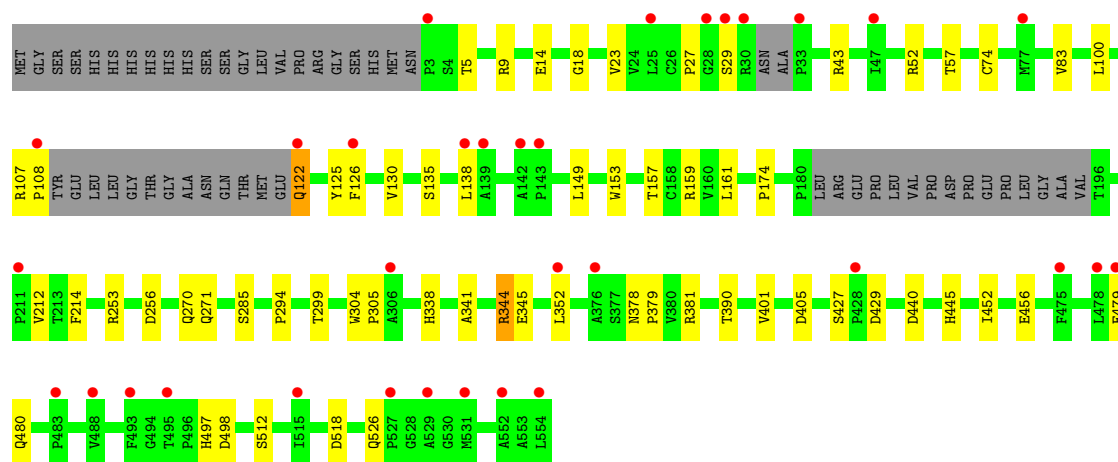 MET GLY SER SER HIS HIS HIS HIS HIS HIS HIS HIS SER SER GLY LEU VAL PRO ARG GLY SER HIS MET ASN P3 S4 T5 R9 E14 G18 V23 V24 L25 C26 P27 G28 S29 R30 ASN ALA P33 R43 I47 R52 T57 C74 M77 V83 L100
R107 P108 TYR GLU LEU LEU GLY THR GLY ALA ASN GLN THR MET GLU Q122 Y125 F126 V130 S135 L138 A139 A142 P143 L149 W153 T157 C158 R159 V160 L161 P174 P180 LEU ARG GLU PRO LEU VAL PRO ASP PRO GLU PRO LEU GLY ALA VAL T196
P211 V212 T213 F214 R253 D256 Q270 Q271 S285 P294 T299 W304 P305 A306 H338 A341 R344 E345 L352 A376 S377 N378 P379 V380 R381 T390 V401 D405 S427 P428 D429 D440 H445 I452 E456 F475 L478
Q480 P483 V488 F493 G494 T495 P496 H497 D498 S512 I515 D518 Q526 P527 G528 A529 G530 M531 A552 A553 L554